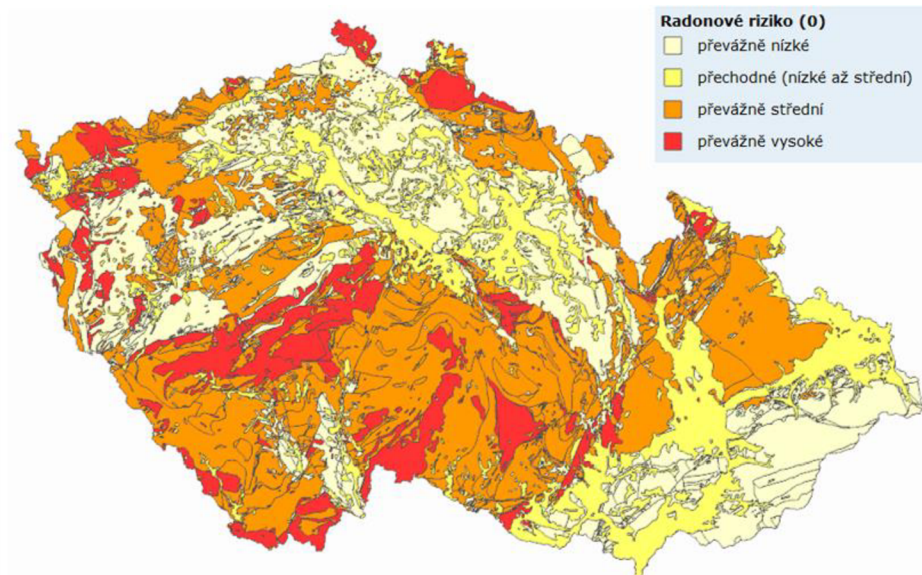 Radonové riziko (0)
převážně nízké
přechodné (nízké až střední)
převážně střední
převážně vysoké